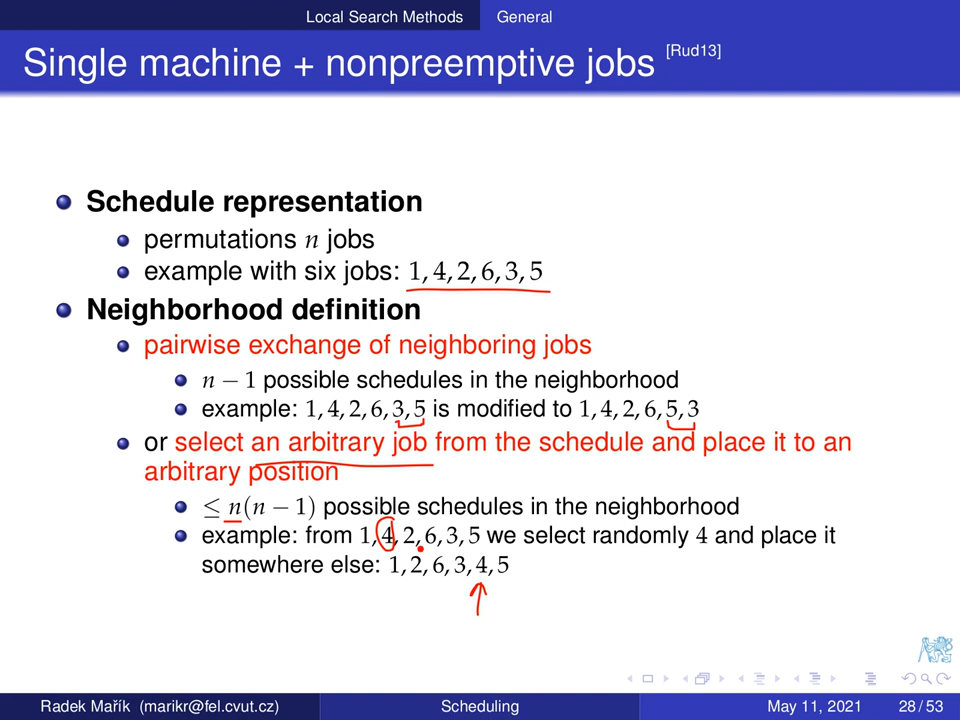 Local Search Methods General
Single machine + nonpreemptive jobs [Rud13]
Schedule representation
permutations n jobs
example with six jobs: 1, 4, 2, 6, 3, 5
Neighborhood definition
pairwise exchange of neighboring jobs
n − 1 possible schedules in the neighborhood
example: 1, 4, 2, 6, 3, 5 is modified to 1, 4, 2, 6, 5, 3
or select an arbitrary job from the schedule and place it to an
arbitrary position
≤ n(n − 1) possible schedules in the neighborhood
example: from 1, 4, 2, 6, 3, 5 we select randomly 4 and place it
somewhere else: 1, 2, 6, 3, 4, 5
Radek Mařík (marikr@fel.cvut.cz) Scheduling May 11, 2021 28 / 53